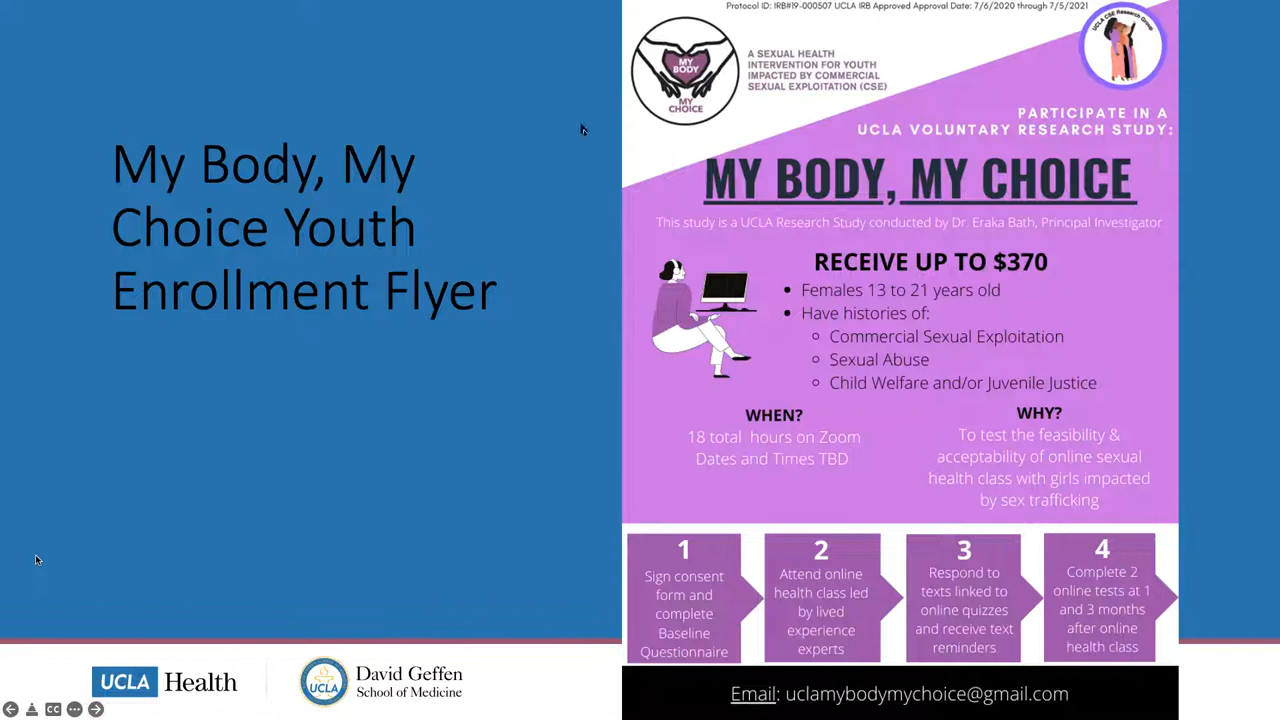 My Body, My
Choice Youth
Enrollment Flyer
UCLA Health
UCLA
David Geffen
School of Medicine
CC
Protocol ID: IRB#19-000507 UCLA IRB Approved Approval Date: 7/6/2020 through 7/5/2021
MY
BODY
MY
CHOICE
A SEXUAL HEALTH
INTERVENTION FOR YOUTH
IMPACTED BY COMMERCIAL
SEXUAL EXPLOITATION (CSE)
UCLA CSE Research Group
PARTICIPATE IN A
UCLA VOLUNTARY RESEARCH STUDY:
MY BODY, MY CHOICE
This study is a UCLA Research Study conducted by Dr. Eraka Bath, Principal Investigator
RECEIVE UP TO $370
• Females 13 to 21 years old
• Have histories of:
○ Commercial Sexual Exploitation
○ Sexual Abuse
○ Child Welfare and/or Juvenile Justice
WHEN?
18 total hours on Zoom
Dates and Times TBD
WHY?
To test the feasibility &
acceptability of online sexual
health class with girls impacted
by sex trafficking
1
Sign consent
form and
complete
Baseline
Questionnaire
2
Attend online
health class led
by lived
experience
experts
3
Respond to
texts linked to
online quizzes
and receive text
reminders
4
Complete 2
online tests at 1
and 3 months
after online
health class
Email: uclamybodymychoice@gmail.com